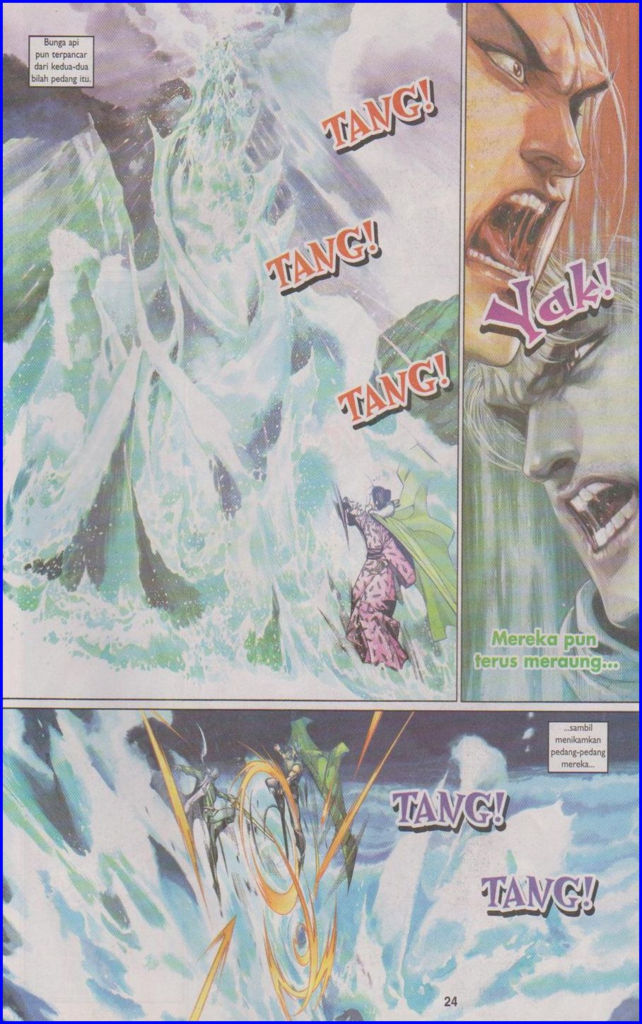 Bunga api
pun terpancar
dari kedua-dua
bilah pedang itu.
TANG!
TANG!
TANG!
Yak!
Mereka pun
terus meraung...
...sambil
menikamkan
pedang-pedang
mereka...
TANG!
TANG!
24